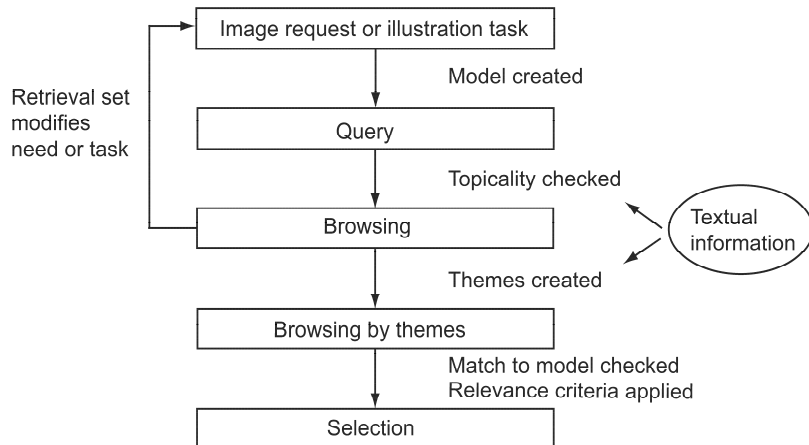 Image request or illustration task
Model created
Retrieval set
modifies
need or task
Query
Topicality checked
Textual
information
Browsing
Themes created
Browsing by themes
Match to model checked
Relevance criteria applied
Selection